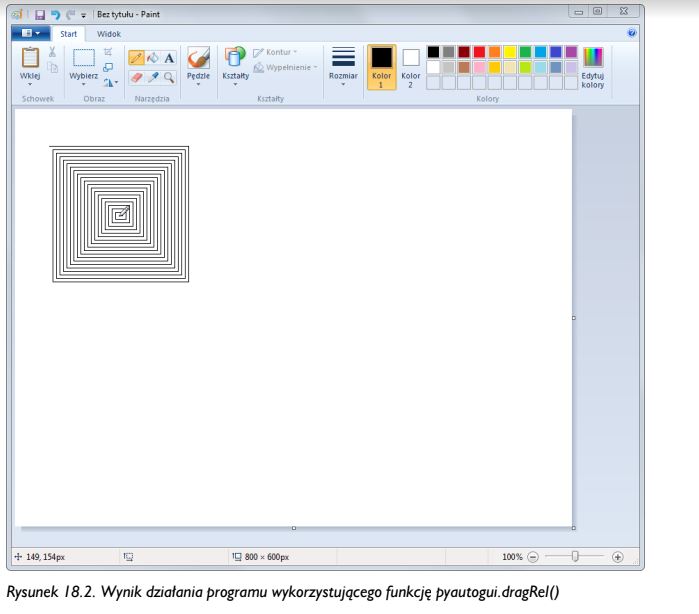 Bez tytułu - Paint
Start Widok
Wklej
Wybierz
A
Pędzle
Kształty
Kontur
Wypełnienie
Rozmiar
Kolor 1
Kolor 2
Edytuj kolory
Schowek Obraz Narzędzia Kształty Kolory
149, 154px 800 × 600px 100%
Rysunek 18.2. Wynik działania programu wykorzystującego funkcję pyautogui.dragRel()